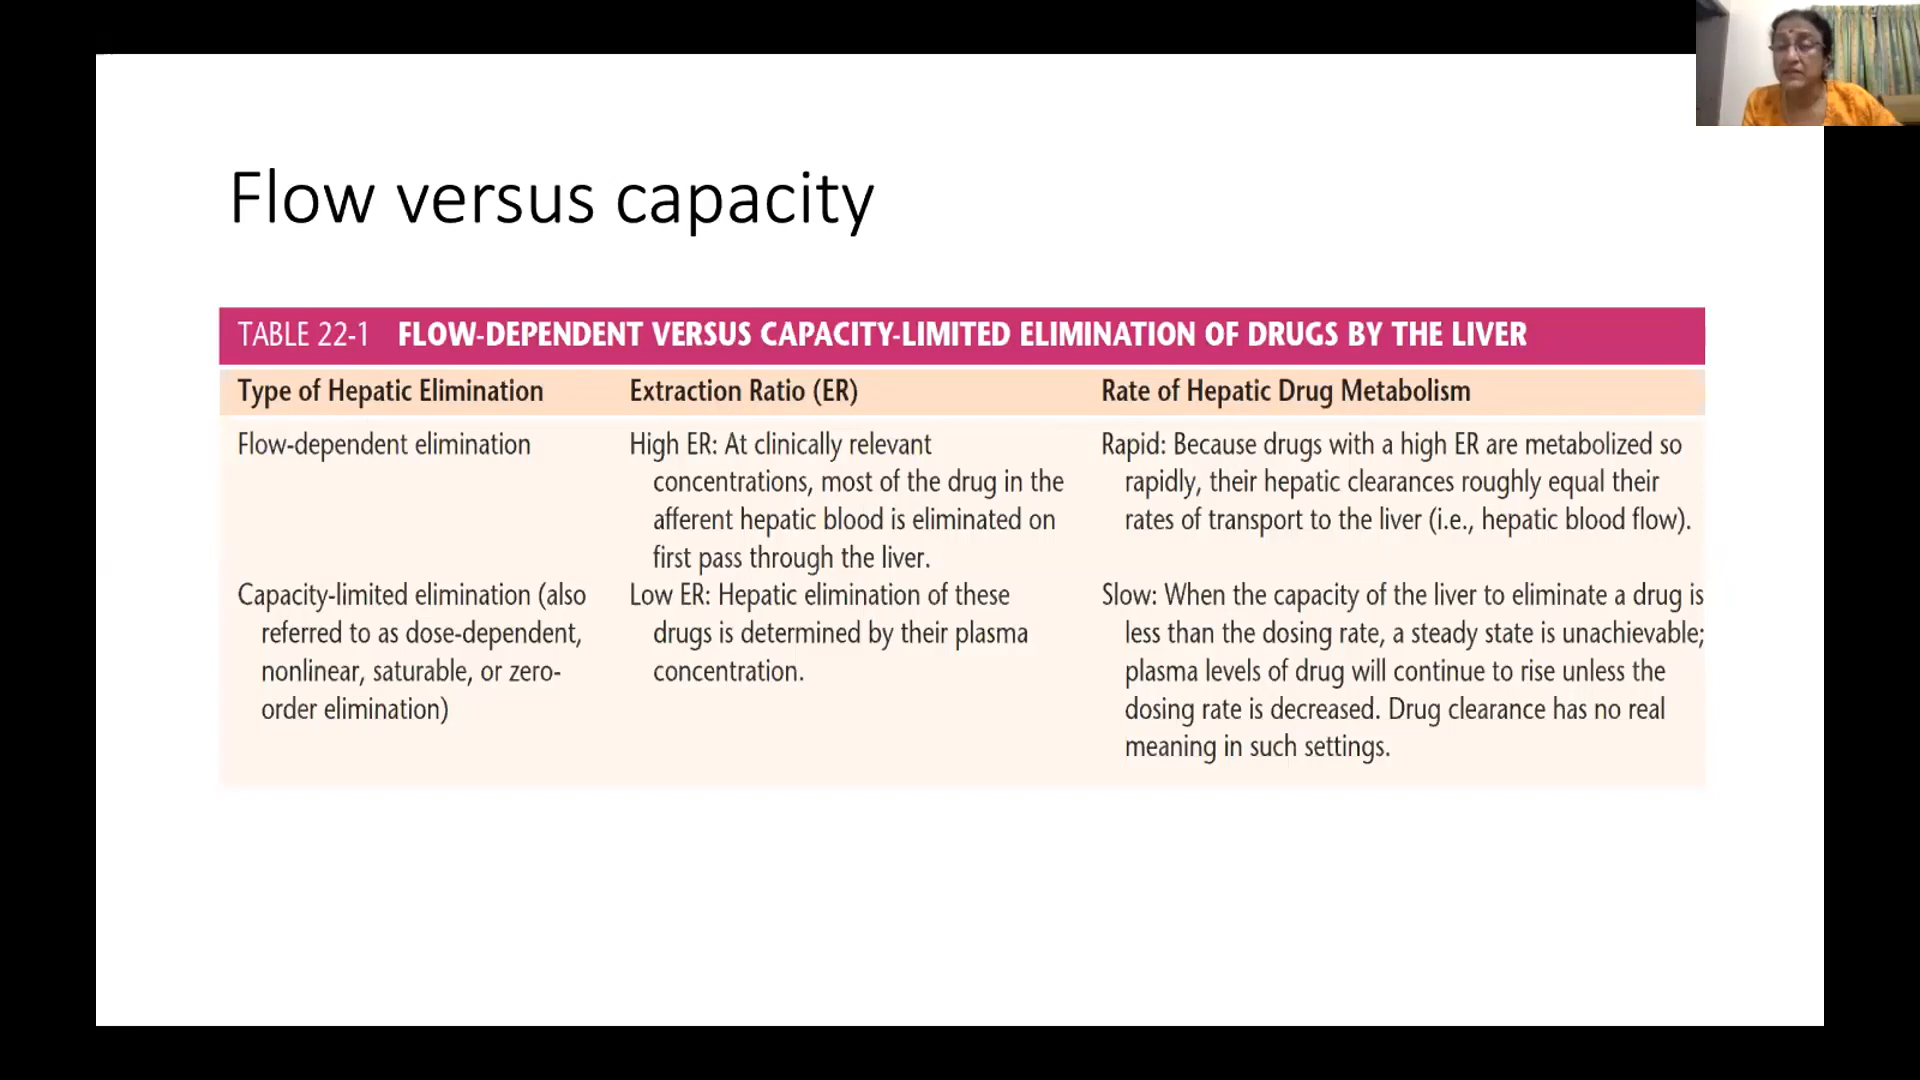 Flow versus capacity
TABLE 22-1 FLOW-DEPENDENT VERSUS CAPACITY-LIMITED ELIMINATION OF DRUGS BY THE LIVER
Type of Hepatic Elimination
Extraction Ratio (ER)
Rate of Hepatic Drug Metabolism
Flow-dependent elimination
High ER: At clinically relevant
concentrations, most of the drug in the
afferent hepatic blood is eliminated on
first pass through the liver.
Rapid: Because drugs with a high ER are metabolized so
rapidly, their hepatic clearances roughly equal their
rates of transport to the liver (i.e., hepatic blood flow).
Capacity-limited elimination (also
referred to as dose-dependent,
nonlinear, saturable, or zero-
order elimination)
Low ER: Hepatic elimination of these
drugs is determined by their plasma
concentration.
Slow: When the capacity of the liver to eliminate a drug is
less than the dosing rate, a steady state is unachievable;
plasma levels of drug will continue to rise unless the
dosing rate is decreased. Drug clearance has no real
meaning in such settings.